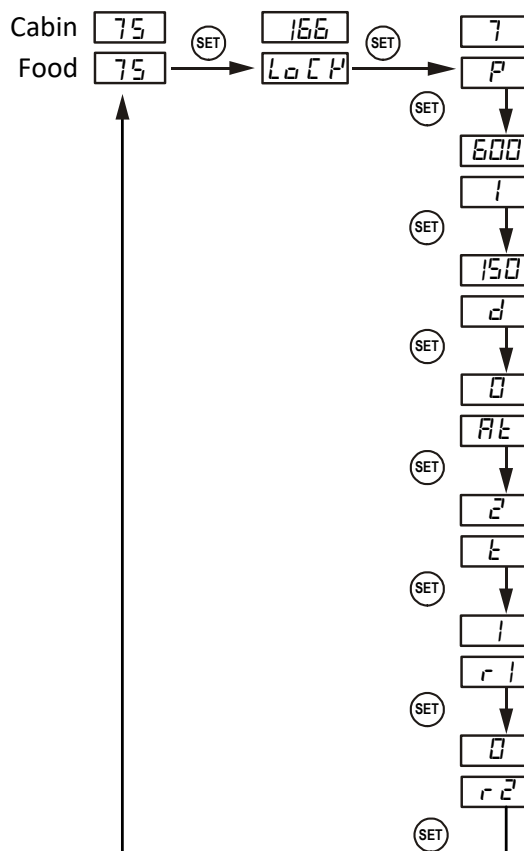 Cabin 75 SET 166 SET 7
Food 75 LoCK P
SET
600
I
SET
150
d
SET
0
At
SET
2
t
SET
1
r1
SET
0
r2
SET